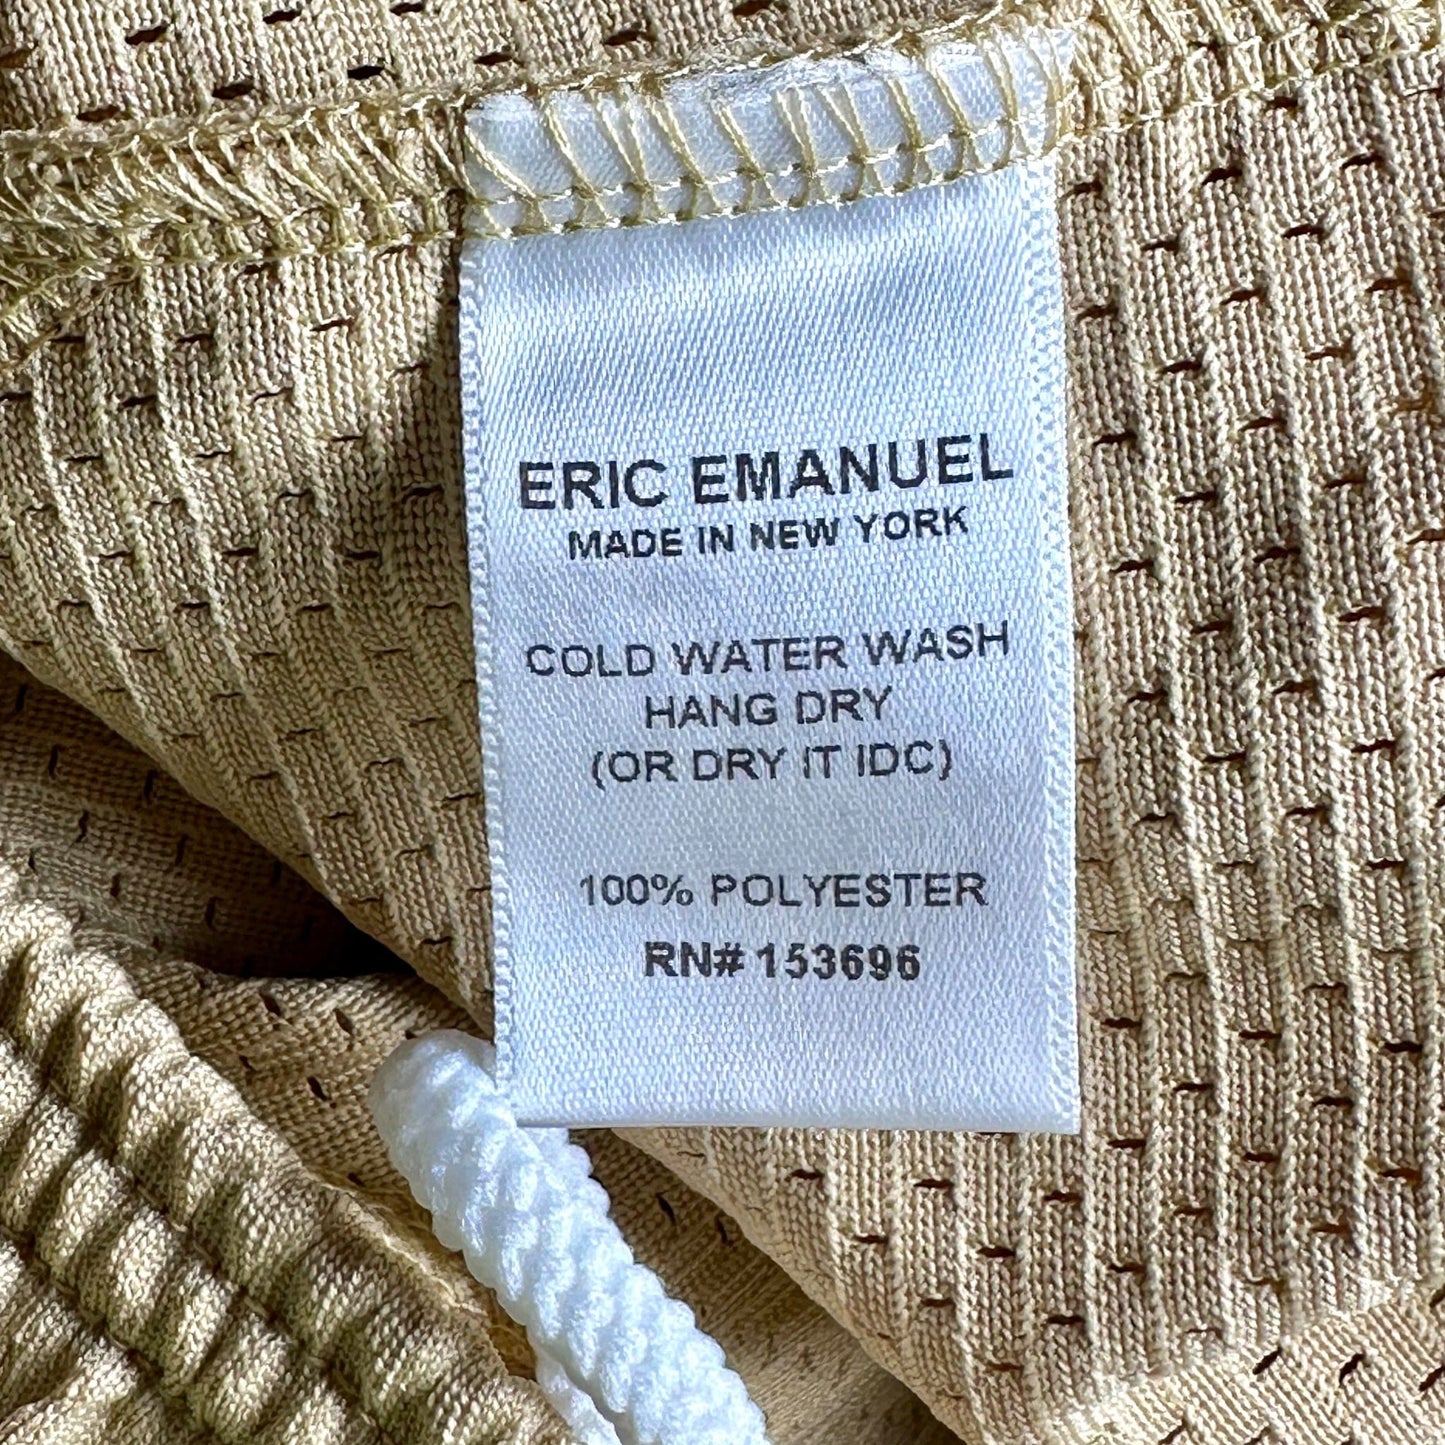 ERIC EMANUEL
MADE IN NEW YORK
COLD WATER WASH
HANG DRY
(OR DRY IT IDC)
100% POLYESTER
RN# 153696